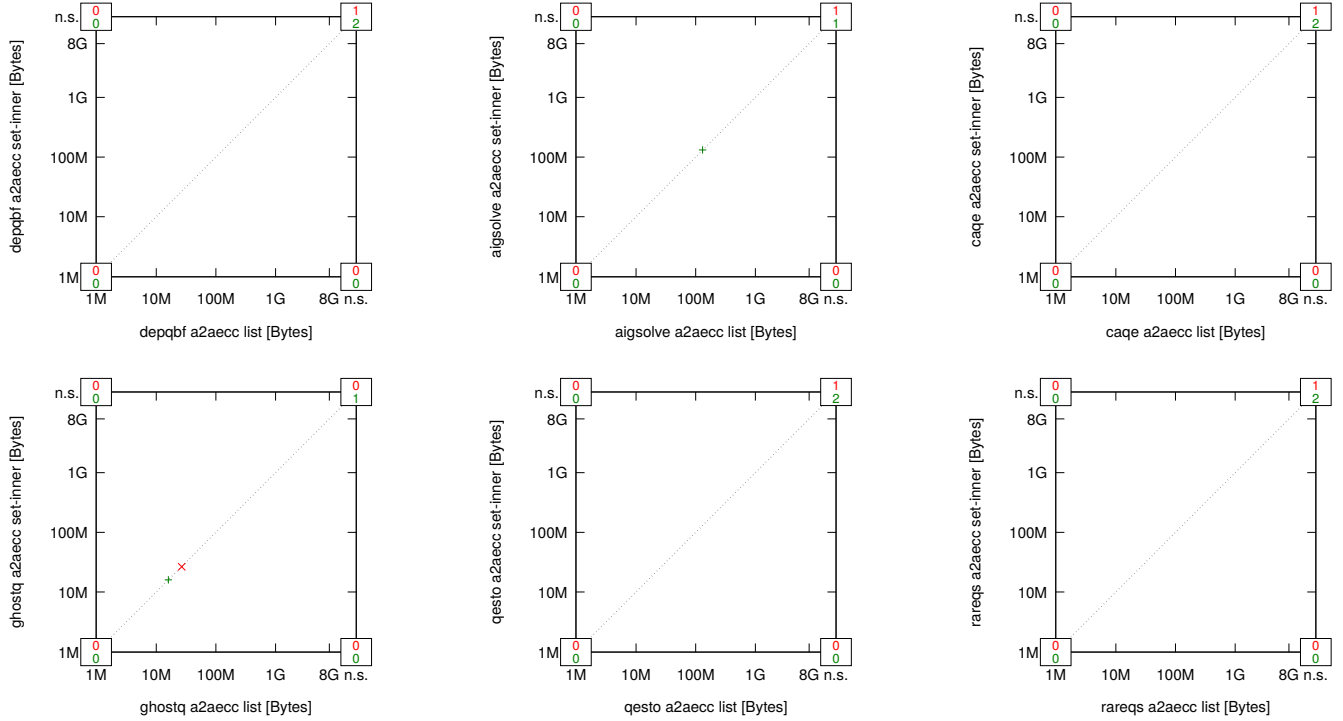 n.s.
0
0
1
2
8G
1G
100M
10M
1M
0
0
0
0
1M
10M
100M
1G
8G n.s.
depqbf a2aecc set-inner [Bytes]
depqbf a2aecc list [Bytes]
n.s.
0
0
1
1
8G
1G
100M
10M
1M
0
0
0
0
1M
10M
100M
1G
8G n.s.
aigsolve a2aecc set-inner [Bytes]
aigsolve a2aecc list [Bytes]
n.s.
0
0
1
2
8G
1G
100M
10M
1M
0
0
0
0
1M
10M
100M
1G
8G n.s.
caqe a2aecc set-inner [Bytes]
caqe a2aecc list [Bytes]
n.s.
0
0
0
1
8G
1G
100M
10M
1M
0
0
0
0
1M
10M
100M
1G
8G n.s.
ghostq a2aecc set-inner [Bytes]
ghostq a2aecc list [Bytes]
n.s.
0
0
1
2
8G
1G
100M
10M
1M
0
0
0
0
1M
10M
100M
1G
8G n.s.
qesto a2aecc set-inner [Bytes]
qesto a2aecc list [Bytes]
n.s.
0
0
1
2
8G
1G
100M
10M
1M
0
0
0
0
1M
10M
100M
1G
8G n.s.
rareqs a2aecc set-inner [Bytes]
rareqs a2aecc list [Bytes]